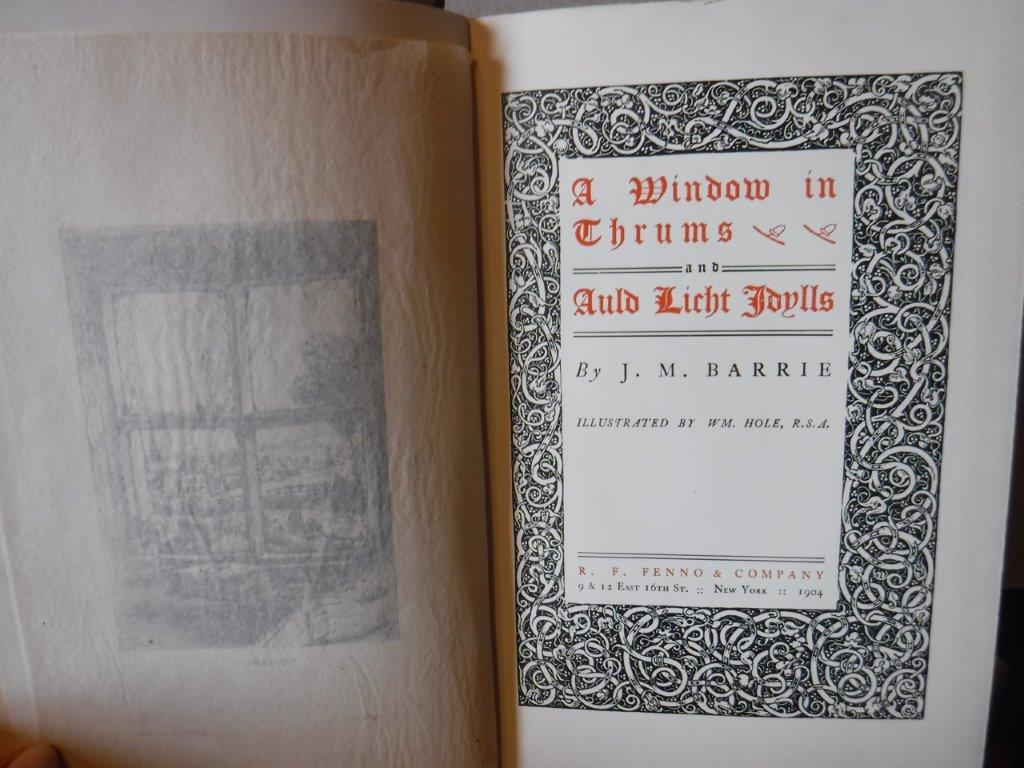 A Window in
Thrums
and
Auld Licht Idylls
By J. M. BARRIE
ILLUSTRATED BY WM. HOLE, R.S.A.
R. F. FENNO & COMPANY
9 & 12 EAST 16TH ST. :: NEW YORK :: 1904